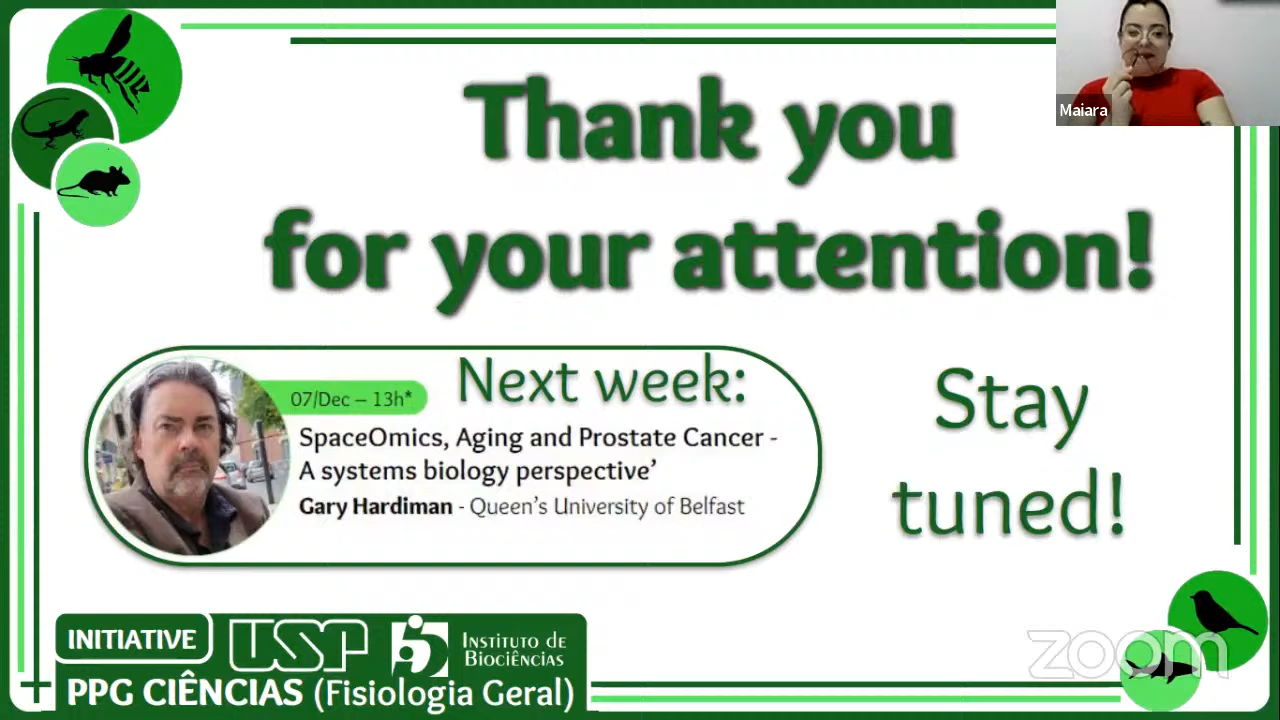 Maiara
Thank you
for your attention!
07/Dec – 13h*
Next week:
SpaceOmics, Aging and Prostate Cancer -
A systems biology perspective’
Gary Hardiman - Queen’s University of Belfast
Stay
tuned!
INITIATIVE
USP
INSTITUTO DE
BIOCIÊNCIAS
PPG CIÊNCIAS (Fisiologia Geral)
zoom